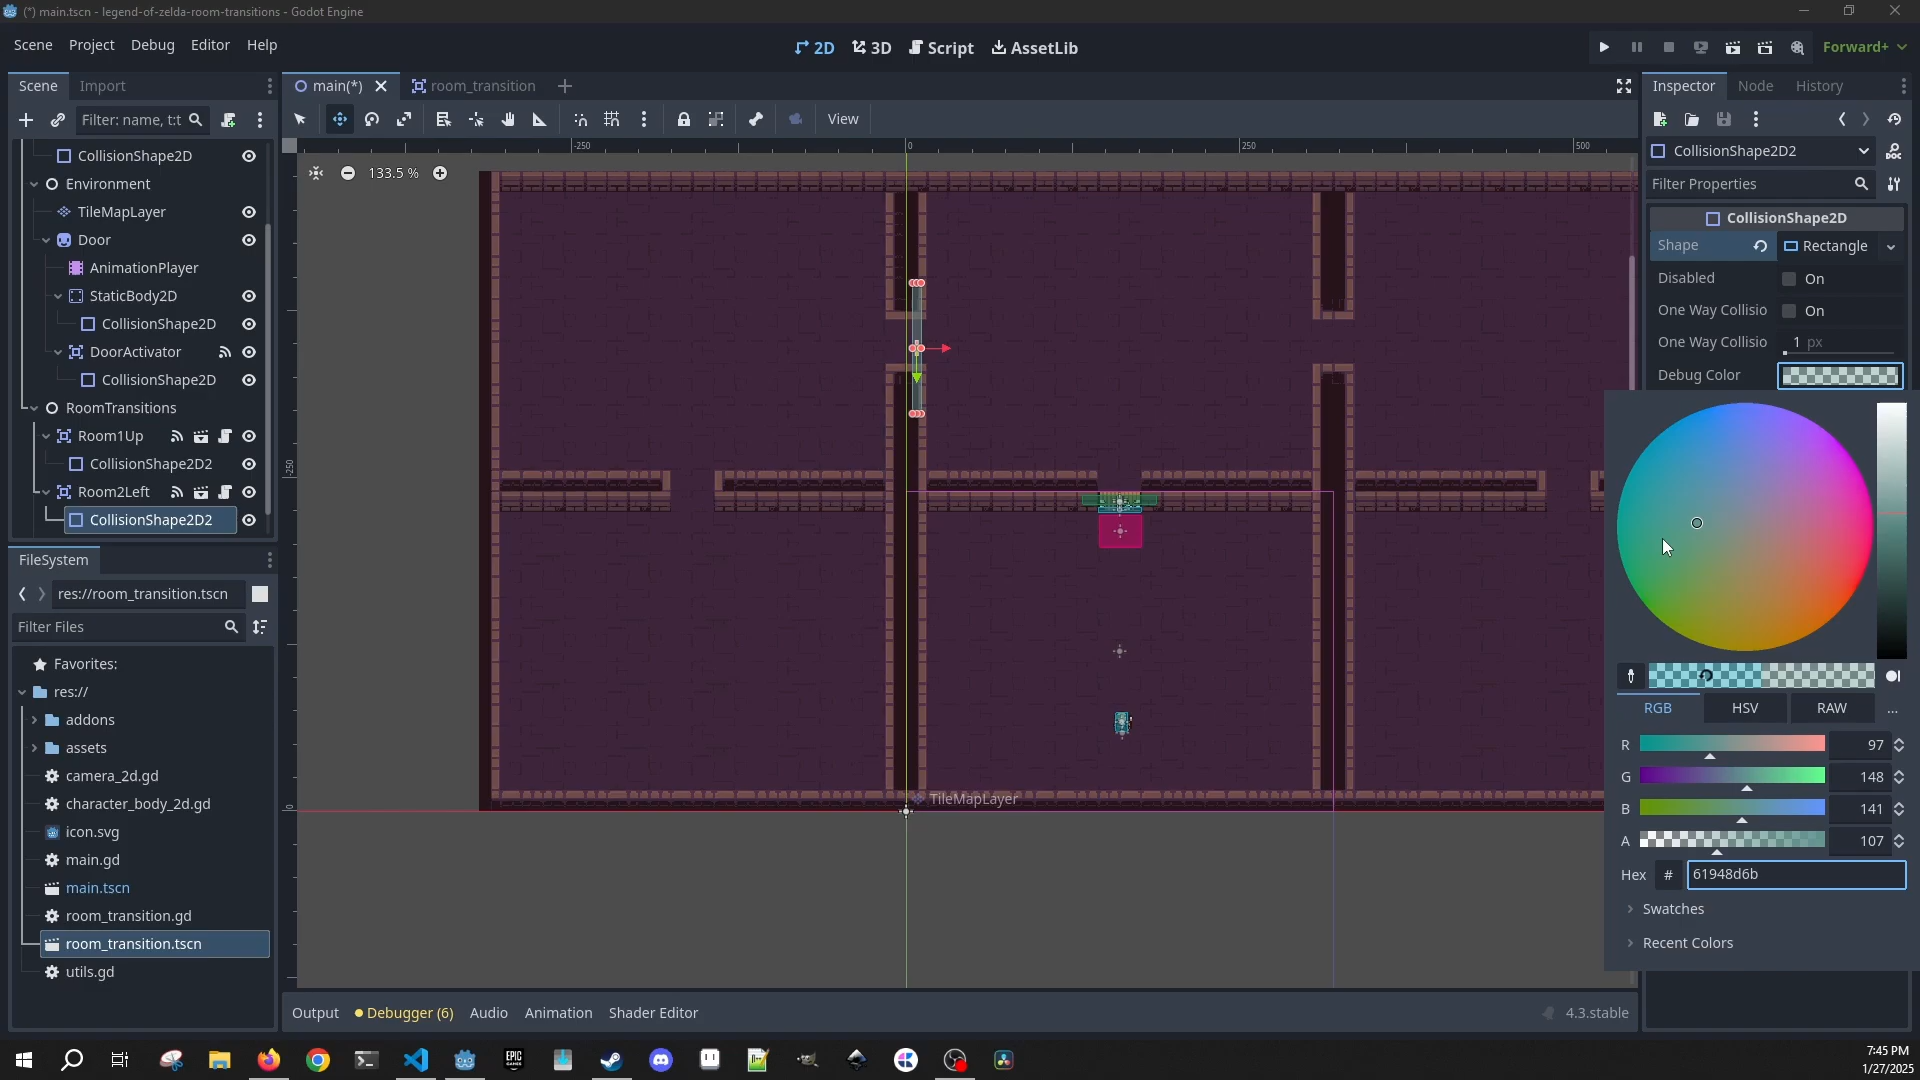 (*) main.tscn - legend-of-zelda-room-transitions - Godot Engine
Scene Project Debug Editor Help
2D 3D Script AssetLib
Forward+
Scene Import
main(*) room_transition
Inspector Node History
Filter: name, t:t
View
CollisionShape2D
Environment
TileMapLayer
Door
AnimationPlayer
StaticBody2D
CollisionShape2D
DoorActivator
CollisionShape2D
RoomTransitions
Room1Up
CollisionShape2D2
Room2Left
CollisionShape2D2
FileSystem
res://room_transition.tscn
Filter Files
Favorites:
res://
addons
assets
camera_2d.gd
character_body_2d.gd
icon.svg
main.gd
main.tscn
room_transition.gd
room_transition.tscn
utils.gd
-250 0 250 500
133.5 %
-250
0
TileMapLayer
Output Debugger (6) Audio Animation Shader Editor
4.3.stable
CollisionShape2D2
Filter Properties
CollisionShape2D
Shape Rectangle
Disabled On
One Way Collisio On
One Way Collisio 1 px
Debug Color
RGB HSV RAW ...
R 97
G 148
B 141
A 107
Hex # 61948d6b
Swatches
Recent Colors
EPIC GAMES
7:45 PM
1/27/2025